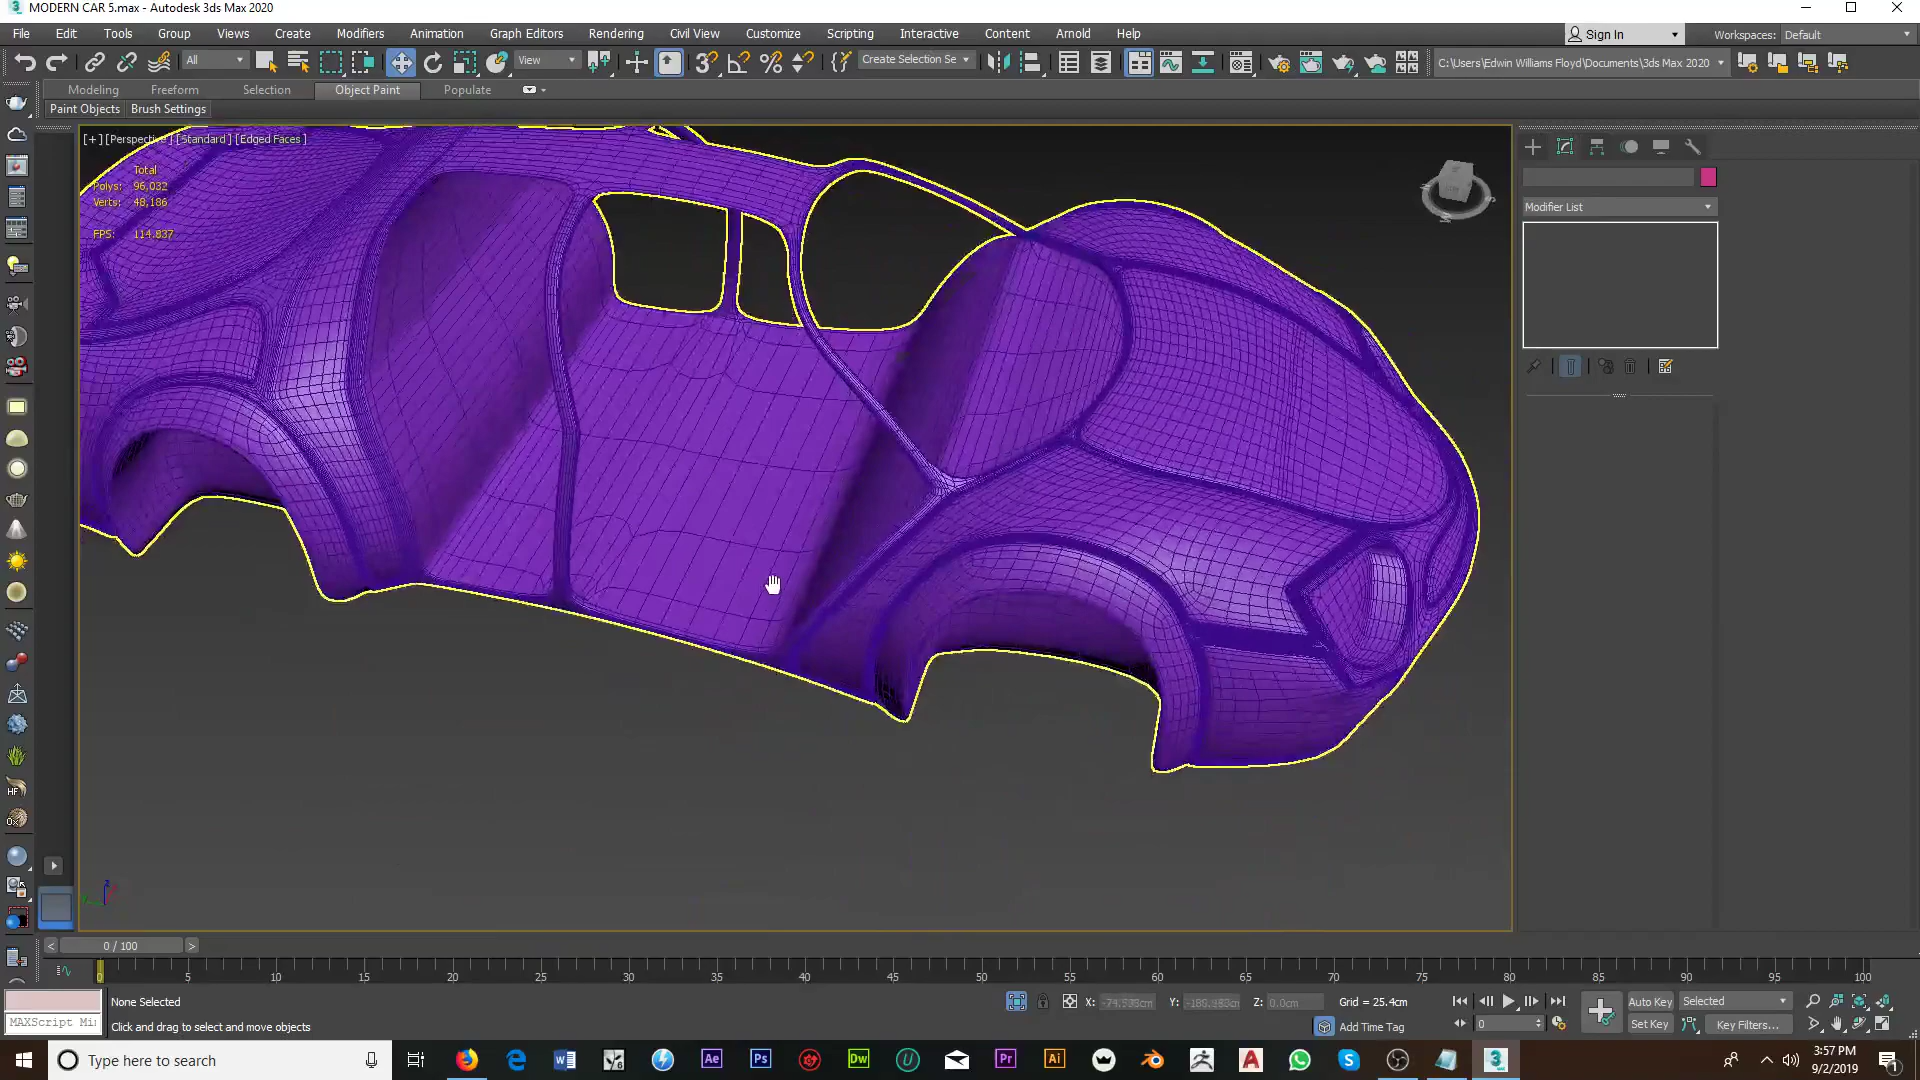 MODERN CAR 5.max - Autodesk 3ds Max 2020
File Edit Tools Group Views Create Modifiers Animation Graph Editors Rendering Civil View Customize Scripting Interactive Content Arnold Help
Sign In Workspaces: Default
All View Create Selection Se C:\Users\Edwin Williams Floyd\Documents\3ds Max 2020
Modeling Freeform Selection Object Paint Populate
Paint Objects Brush Settings
[+] [Perspective] [Standard] [Edged Faces]
Total
Polys: 96,032
Verts: 48,186
FPS: 114.837
Modifier List
0 / 100
0 5 10 15 20 25 30 35 40 45 50 55 60 65 70 75 80 85 90 95 100
None Selected X: Y: Z: 0.0cm Grid = 25.4cm Auto Key Selected
MAXScript Mi Click and drag to select and move objects Add Time Tag 0 Set Key Key Filters...
Type here to search
3:57 PM
9/2/2019